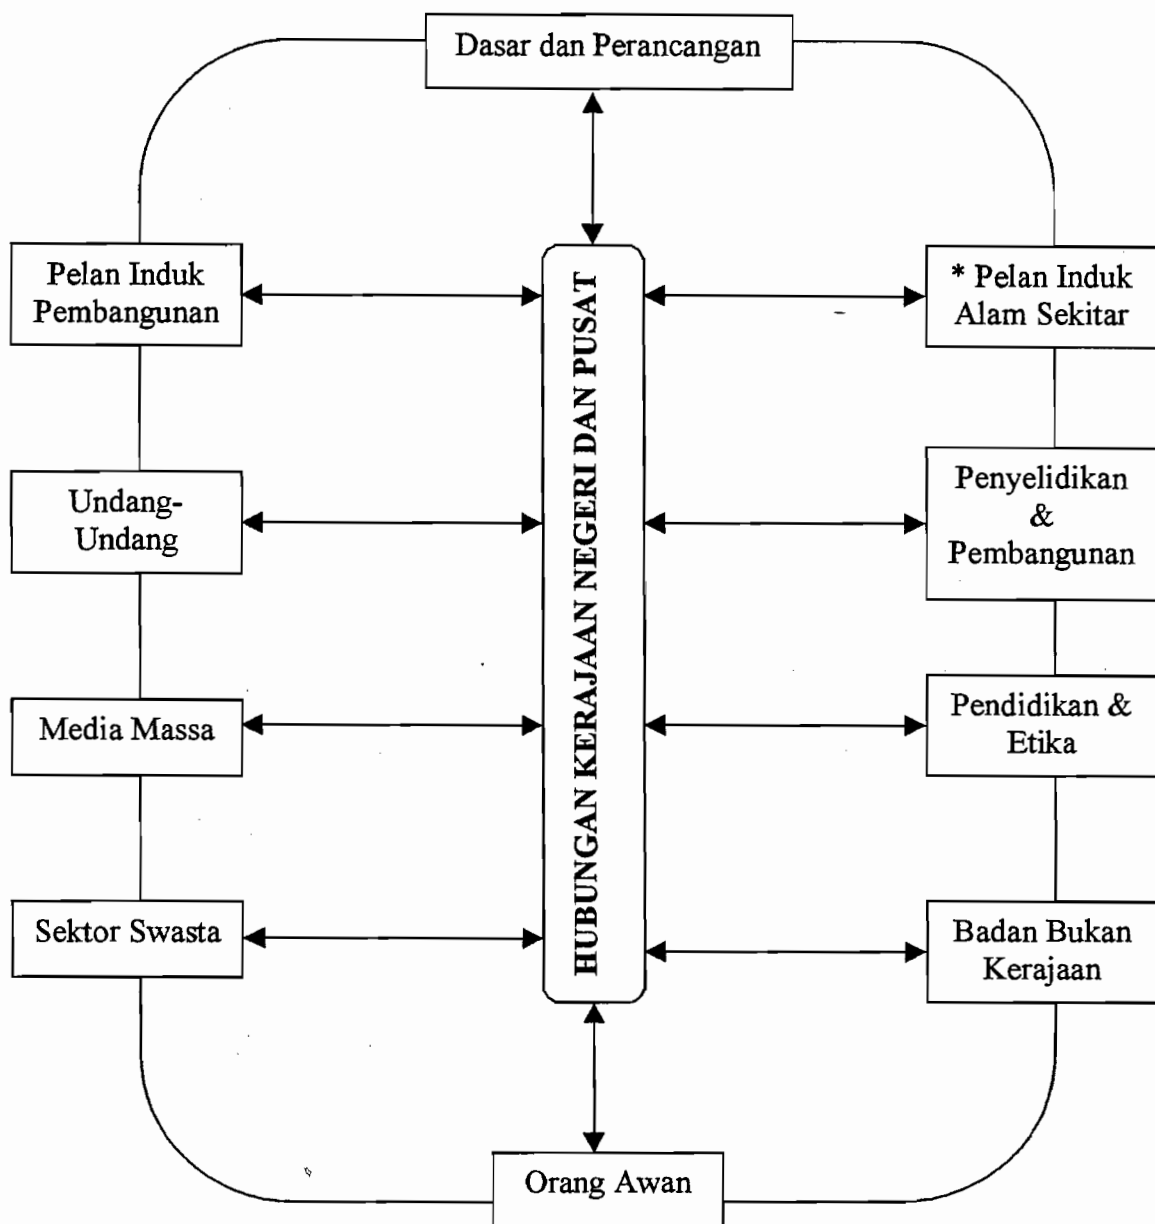 Dasar dan Perancangan
Pelan Induk
Pembangunan
* Pelan Induk
Alam Sekitar
HUBUNGAN KERAJAAN NEGERI DAN PUSAT
Undang-
Undang
Penyelidikan
&
Pembangunan
Media Massa
Pendidikan &
Etika
Sektor Swasta
Badan Bukan
Kerajaan
Orang Awan